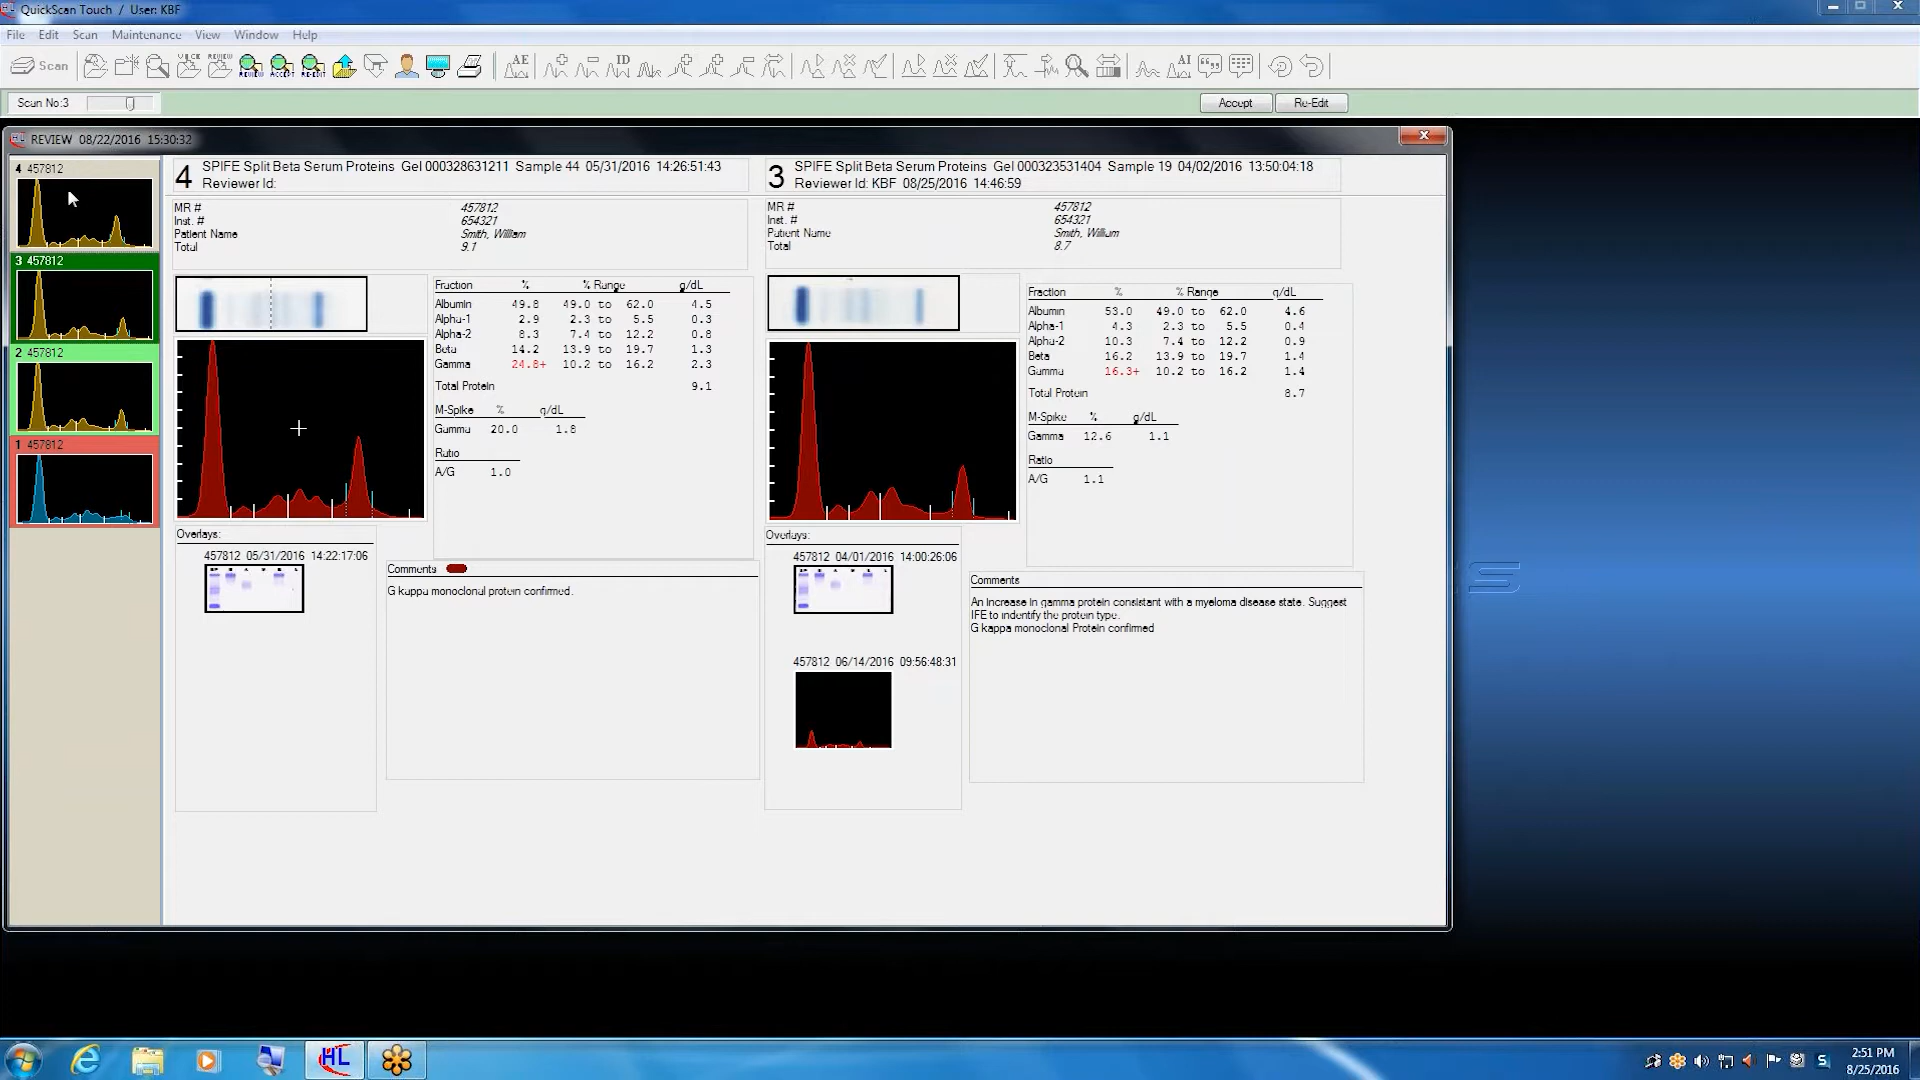 QuickScan Touch / User: KBF
File Edit Scan Maintenance View Window Help
Scan
REVIEW ACCEPT RE-EDIT
AE ID AI
Scan No:3
Accept Re-Edit
REVIEW 08/22/2016 15:30:32
4 457812
3 457812
2 457812
1 457812
4 SPIFE Split Beta Serum Proteins Gel 000328631211 Sample 44 05/31/2016 14:26:51:43
Reviewer Id:
MR # 457812
Inst. # 654321
Patient Name Smith, William
Total 9.1
Fraction % % Range g/dL
Albumin 49.8 49.0 to 62.0 4.5
Alpha-1 2.9 2.3 to 5.5 0.3
Alpha-2 8.3 7.4 to 12.2 0.8
Beta 14.2 13.9 to 19.7 1.3
Gamma 24.8+ 10.2 to 16.2 2.3
Total Protein 9.1
M-Spike % g/dL
Gamma 20.0 1.8
Ratio
A/G 1.0
Overlays:
457812 05/31/2016 14:22:17:06
Comments
G kappa monoclonal protein confirmed.
3 SPIFE Split Beta Serum Proteins Gel 000323531404 Sample 19 04/02/2016 13:50:04:18
Reviewer Id: KBF 08/25/2016 14:46:59
MR # 457812
Inst. # 654321
Patient Name Smith, William
Total 8.7
Fraction % % Range g/dL
Albumin 53.0 49.0 to 62.0 4.6
Alpha-1 4.3 2.3 to 5.5 0.4
Alpha-2 10.3 7.4 to 12.2 0.9
Beta 16.2 13.9 to 19.7 1.4
Gamma 16.3+ 10.2 to 16.2 1.4
Total Protein 8.7
M-Spike % g/dL
Gamma 12.6 1.1
Ratio
A/G 1.1
Overlays:
457812 04/01/2016 14:00:26:06
457812 06/14/2016 09:56:48:31
Comments
An increase in gamma protein consistant with a myeloma disease state. Suggest
IFE to indentify the protein type.
G kappa monoclonal Protein confirmed
HL
2:51 PM
8/25/2016